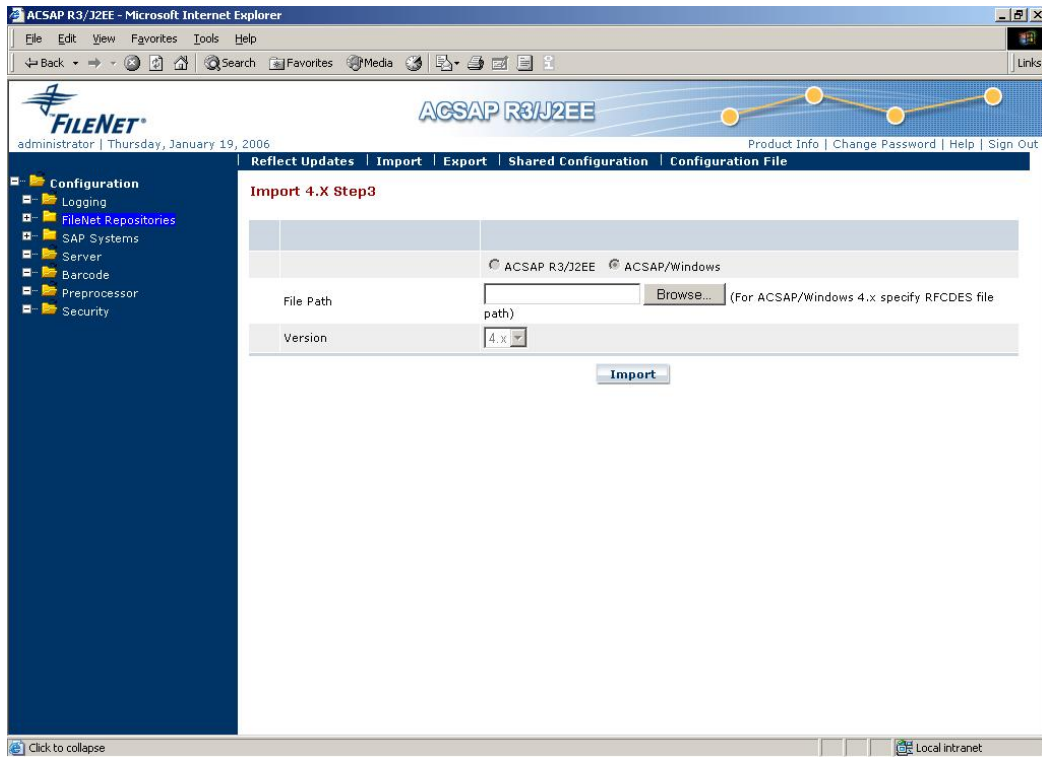 ACSAP R3/J2EE - Microsoft Internet Explorer
File Edit View Favorites Tools Help
Back Search Favorites Media Links
FILENET®
ACSAP R3/J2EE
administrator | Thursday, January 19, 2006
Product Info | Change Password | Help | Sign Out
| Reflect Updates | Import | Export | Shared Configuration | Configuration File
Configuration
Logging
FileNet Repositories
SAP Systems
Server
Barcode
Preprocessor
Security
Import 4.X Step3
ACSAP R3/J2EE ACSAP/Windows
File Path Browse... (For ACSAP/Windows 4.x specify RFCDES file
path)
Version 4.x
Import
Click to collapse Local intranet